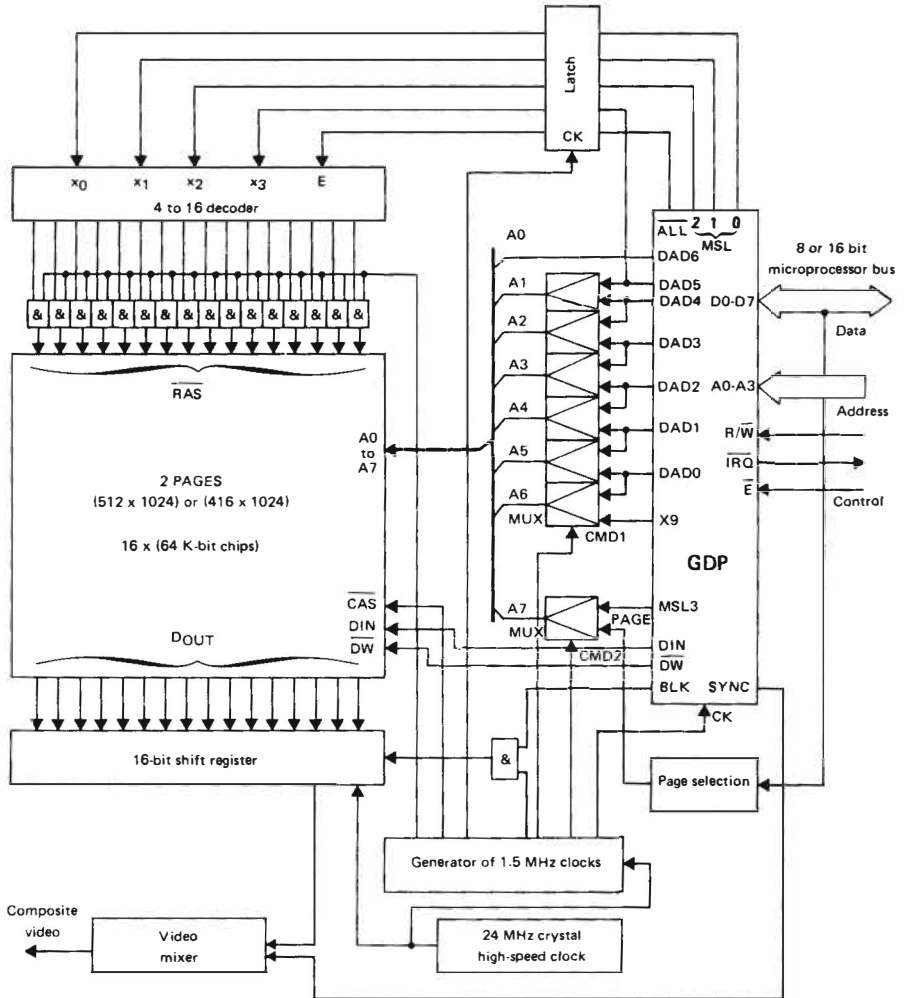 Latch
CK
x0 x1 x2 x3 E
4 to 16 decoder
ALL 2 1 0
MSL
A0
DAD6
8 or 16 bit
microprocessor bus
A1
DAD5
DAD4
D0-D7
Data
& & & & & & & & & & & & & & & &
A2
DAD3
RAS
A3
DAD2
A0-A3
Address
A4
DAD1
R/W
A0
to
A7
A5
DAD0
IRQ
2 PAGES
(512 x 1024) or (416 x 1024)
16 x (64 K-bit chips)
A6
MUX
X9
E
Control
CMD1
GDP
CAS
DIN
DW
A7
MUX
MSL3
PAGE
DIN
DOUT
CMD2
DW
BLK SYNC
CK
16-bit shift register
&
Page selection
Generator of 1.5 MHz clocks
Composite
video
Video
mixer
24 MHz crystal
high-speed clock